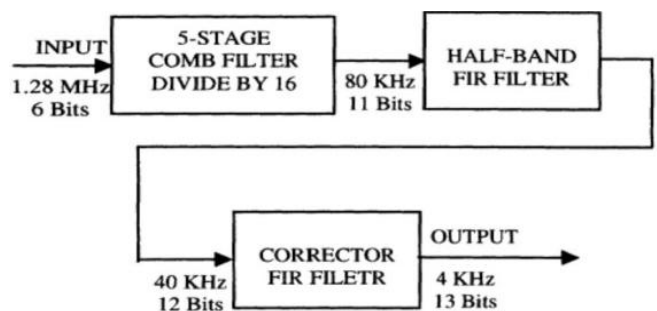 INPUT
1.28 MHz
6 Bits
5-STAGE
COMB FILTER
DIVIDE BY 16
80 KHz
11 Bits
HALF-BAND
FIR FILTER
40 KHz
12 Bits
CORRECTOR
FIR FILETR
OUTPUT
4 KHz
13 Bits